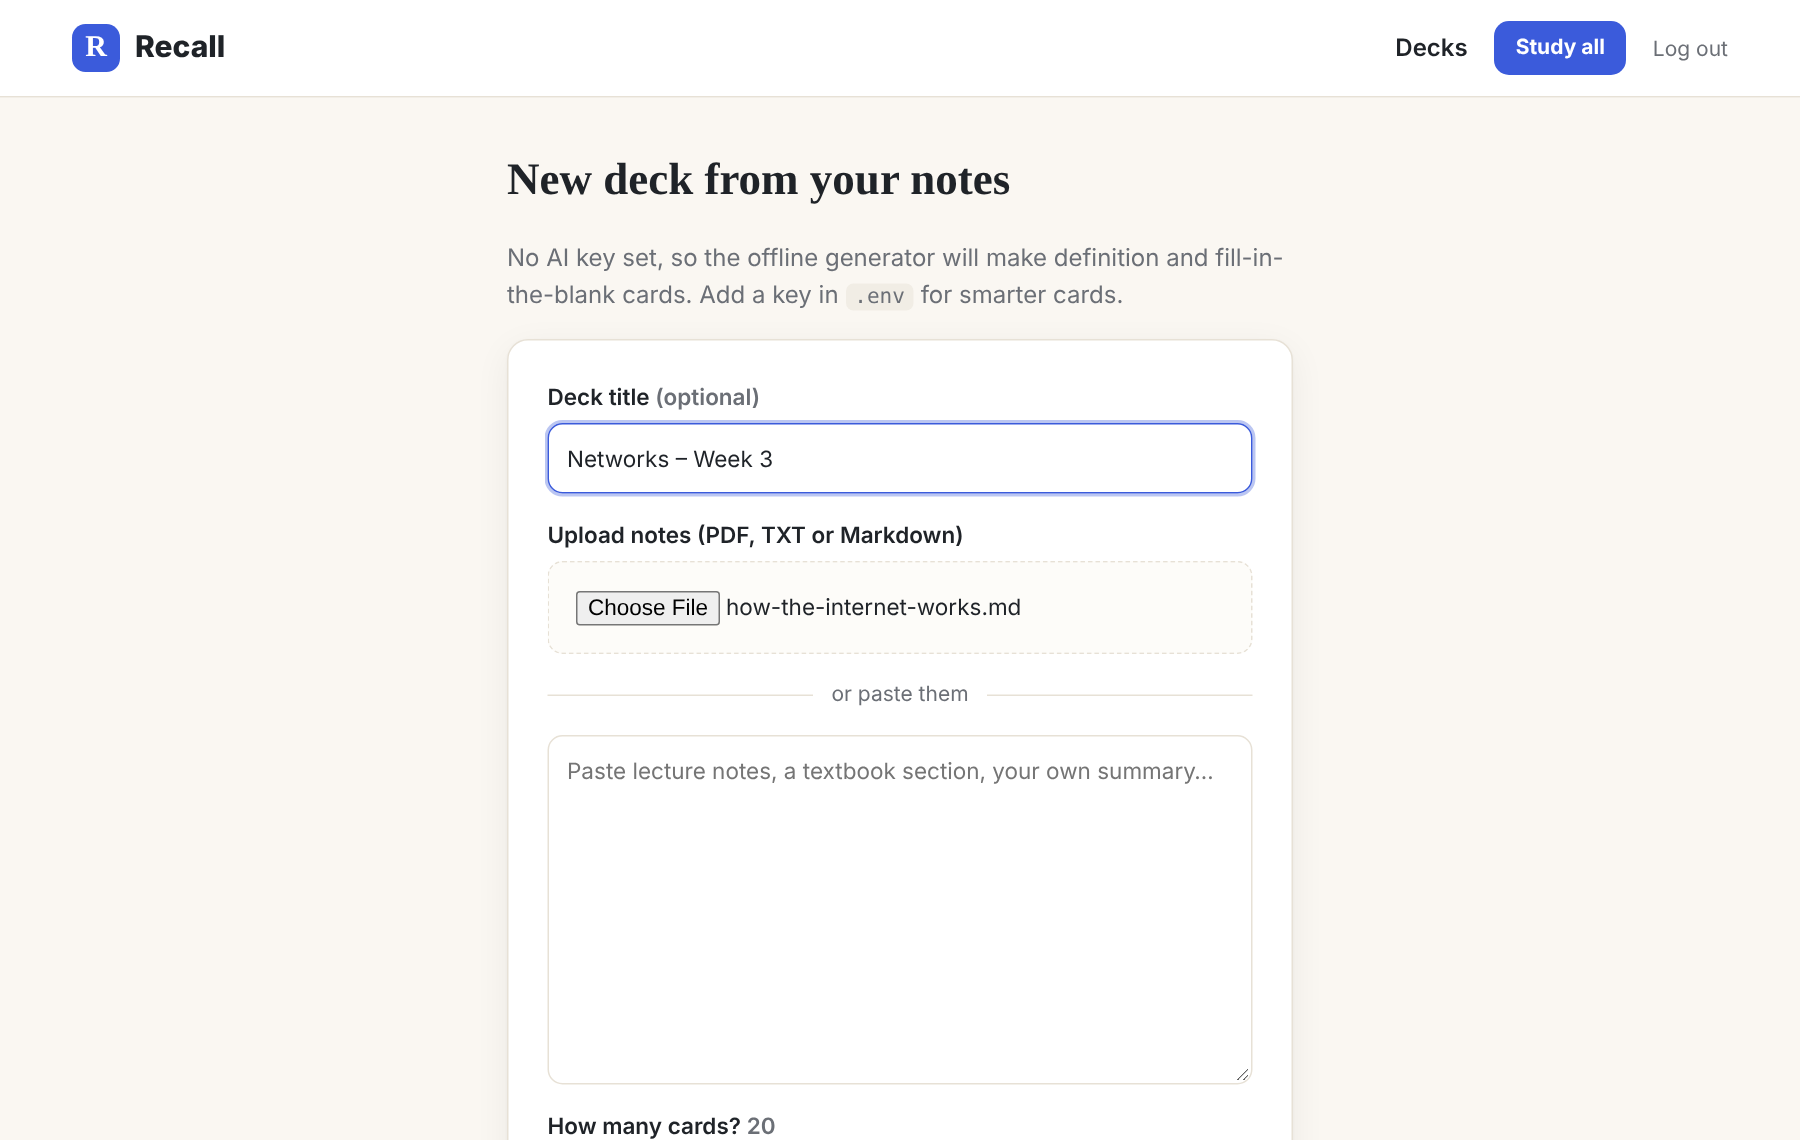 R Recall
Decks
Study all
Log out
New deck from your notes
No AI key set, so the offline generator will make definition and fill-in-
the-blank cards. Add a key in .env for smarter cards.
Deck title (optional)
Networks – Week 3
Upload notes (PDF, TXT or Markdown)
Choose File how-the-internet-works.md
or paste them
Paste lecture notes, a textbook section, your own summary...
How many cards? 20